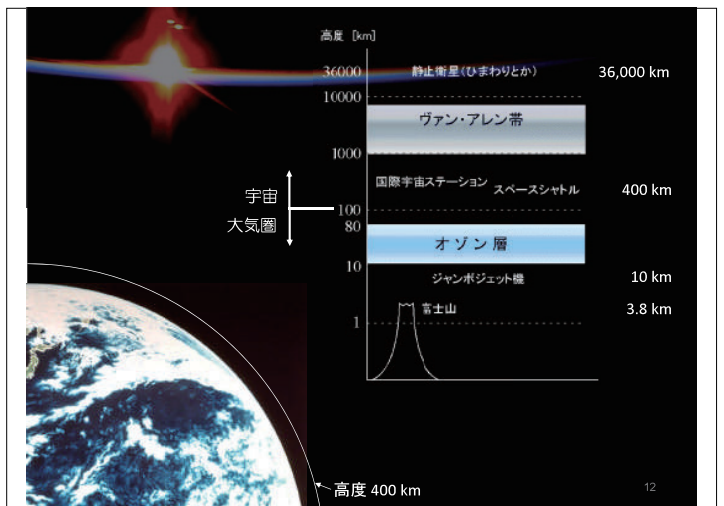 高度 [km]
36000
静止衛星(ひまわりとか)
36,000 km
10000
ヴァン・アレン帯
1000
国際宇宙ステーション
スペースシャトル
400 km
宇宙
100
大気圏
80
オゾン層
10
ジャンボジェット機
10 km
富士山
3.8 km
1
高度 400 km
12